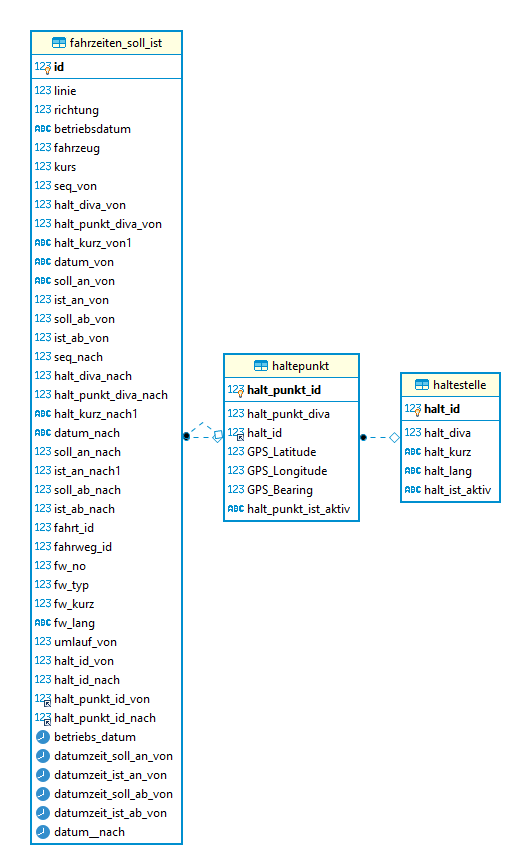 fahrzeiten_soll_ist
123 id
123 linie
123 richtung
ABC betriebsdatum
123 fahrzeug
123 kurs
123 seq_von
123 halt_diva_von
123 halt_punkt_diva_von
ABC halt_kurz_von1
ABC datum_von
ABC soll_an_von
123 ist_an_von
123 soll_ab_von
123 ist_ab_von
123 seq_nach
123 halt_diva_nach
123 halt_punkt_diva_nach
ABC halt_kurz_nach1
ABC datum_nach
123 soll_an_nach
123 ist_an_nach1
123 soll_ab_nach
123 ist_ab_nach
123 fahrt_id
123 fahrweg_id
123 fw_no
123 fw_typ
123 fw_kurz
ABC fw_lang
123 umlauf_von
123 halt_id_von
123 halt_id_nach
123 halt_punkt_id_von
123 halt_punkt_id_nach
betriebs_datum
datumzeit_soll_an_von
datumzeit_ist_an_von
datumzeit_soll_ab_von
datumzeit_ist_ab_von
datum__nach
haltepunkt
123 halt_punkt_id
123 halt_punkt_diva
123 halt_id
123 GPS_Latitude
123 GPS_Longitude
123 GPS_Bearing
ABC halt_punkt_ist_aktiv
haltestelle
123 halt_id
123 halt_diva
ABC halt_kurz
ABC halt_lang
ABC halt_ist_aktiv